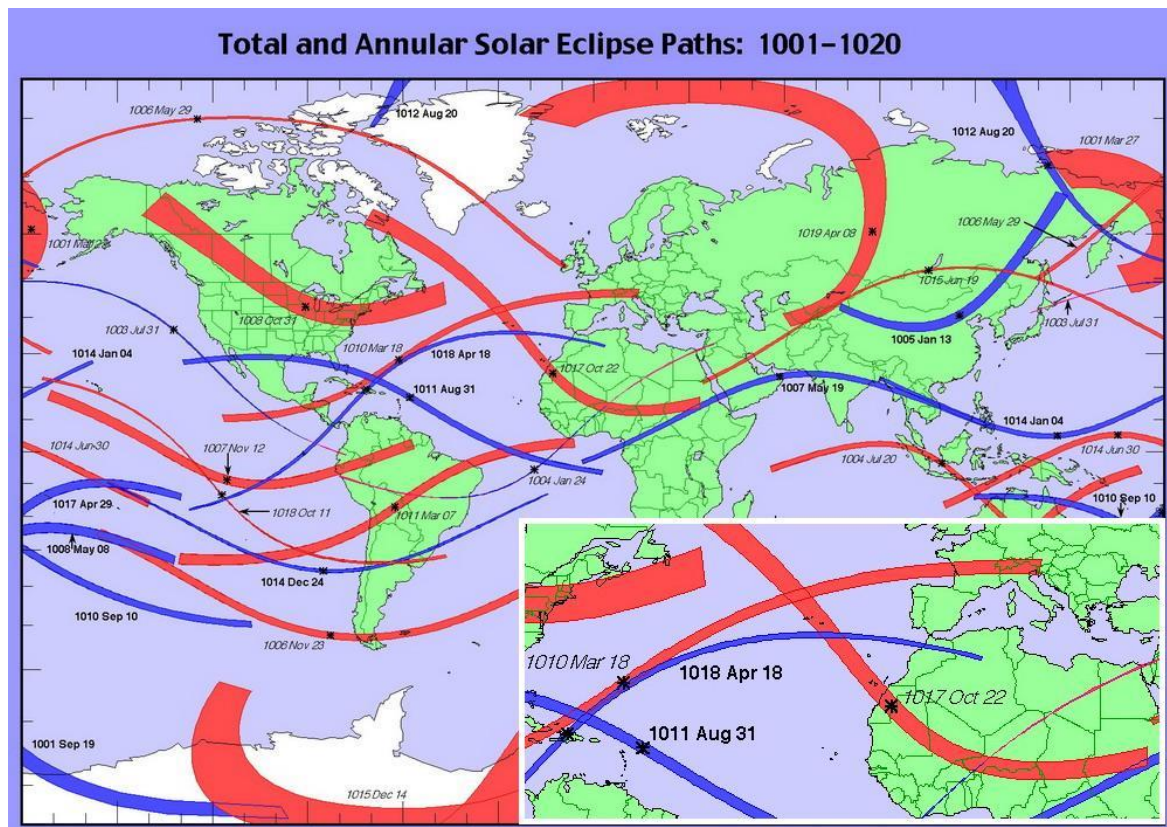 Total and Annular Solar Eclipse Paths: 1001–1020
1006 May 29
1012 Aug 20
1012 Aug 20
1001 Mar 27
1001 Mar 27
1019 Apr 08
1006 May 29
1015 Jun 19
1008 Oct 31
1003 Jul 31
1003 Jul 31
1010 Mar 18
1018 Apr 18
1005 Jan 13
1014 Jan 04
1017 Oct 22
1011 Aug 31
1007 May 19
1014 Jan 04
1007 Nov 12
1014 Jun 30
1014 Jun 30
1004 Jul 20
1004 Jan 24
1017 Apr 29
1018 Oct 11
1011 Mar 07
1010 Sep 10
1008 May 08
1014 Dec 24
1010 Sep 10
1006 Nov 23
1010 Mar 18
1018 Apr 18
1017 Oct 22
1011 Aug 31
1001 Sep 19
1015 Dec 14